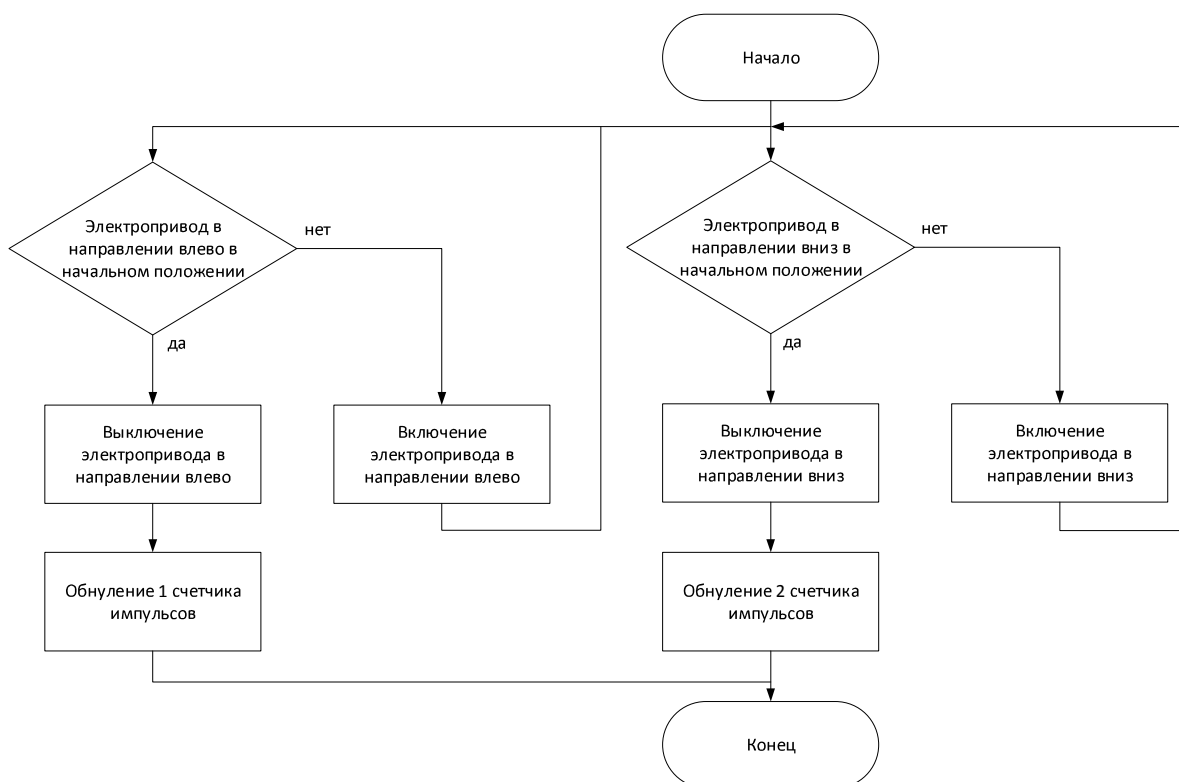 Начало
Электропривод в
направлении влево в
начальном положении
нет
да
Электропривод в
направлении вниз в
начальном положении
нет
да
Выключение
электропривода в
направлении влево
Включение
электропривода в
направлении влево
Выключение
электропривода в
направлении вниз
Включение
электропривода в
направлении вниз
Обнуление 1 счетчика
импульсов
Обнуление 2 счетчика
импульсов
Конец